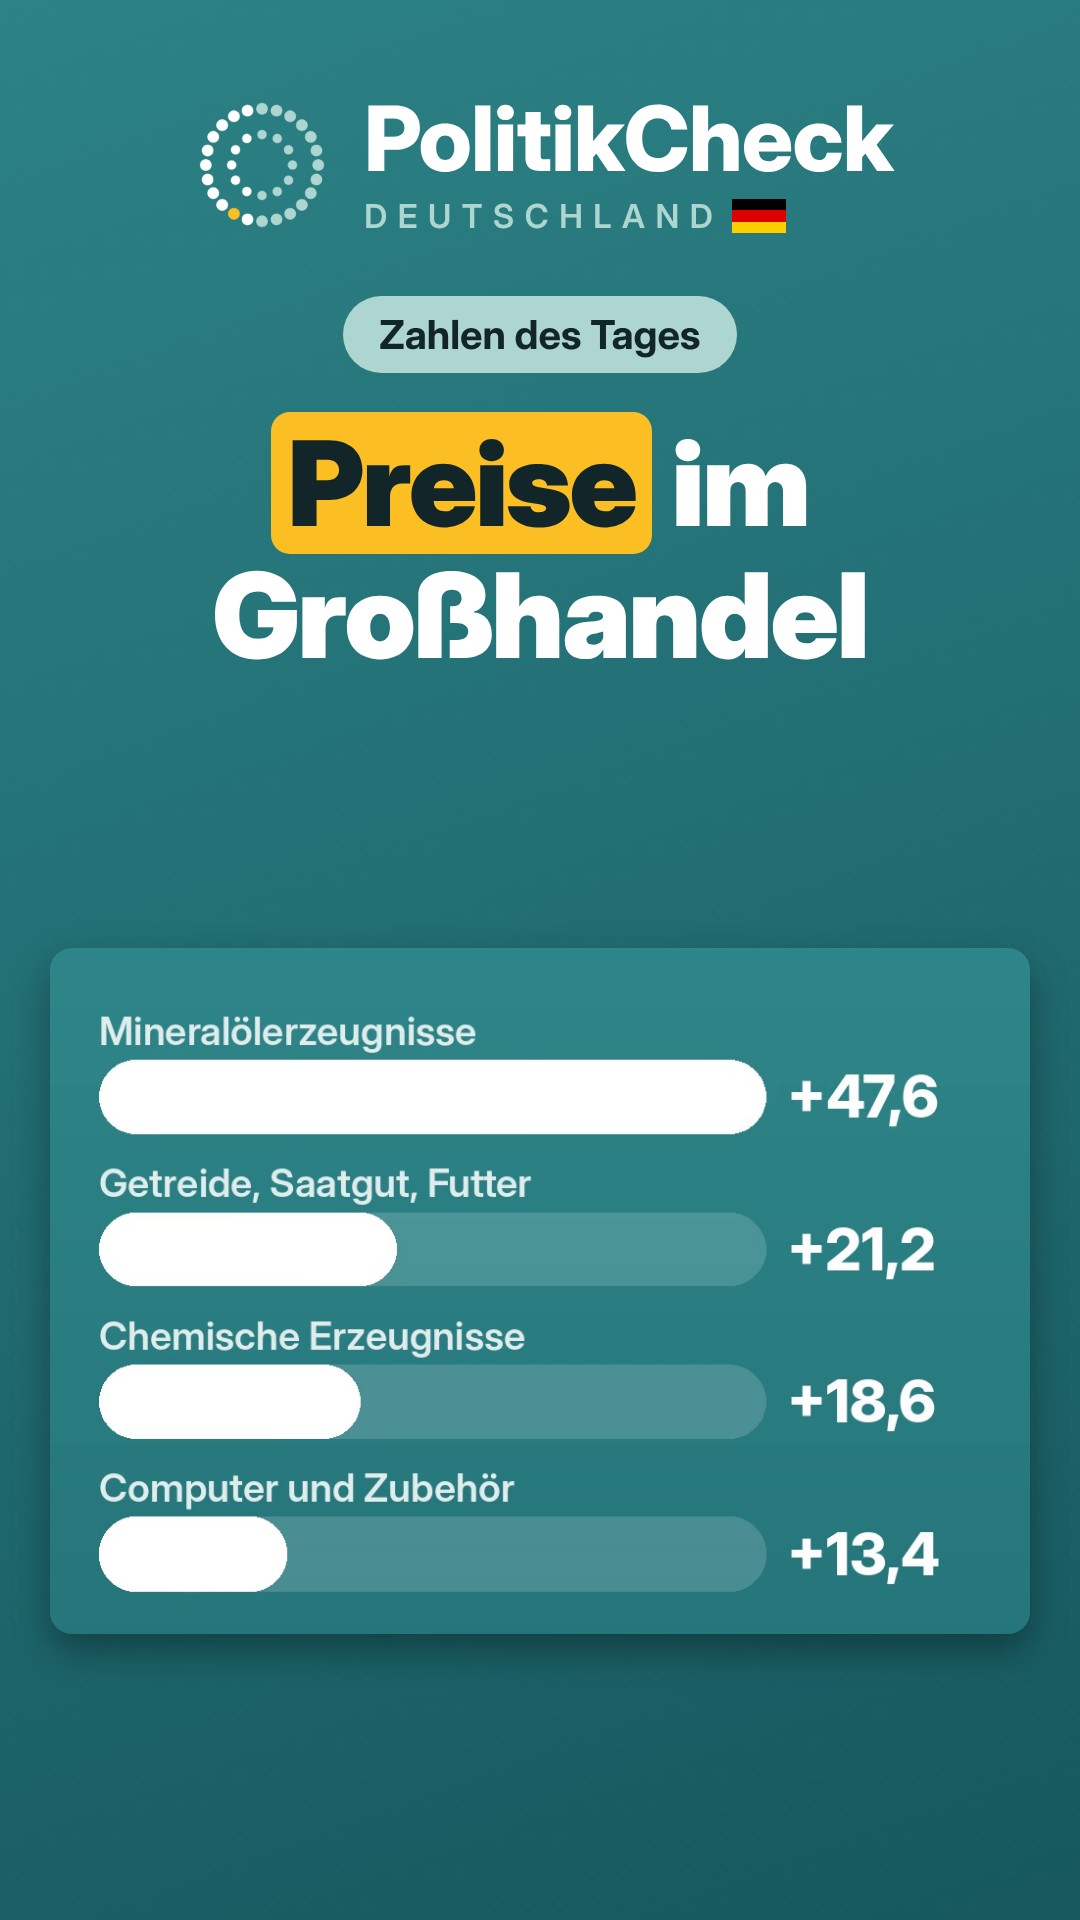 PolitikCheck
DEUTSCHLAND
Zahlen des Tages
Preise im
Großhandel
Mineralölerzeugnisse
+47,6
Getreide, Saatgut, Futter
+21,2
Chemische Erzeugnisse
+18,6
Computer und Zubehör
+13,4